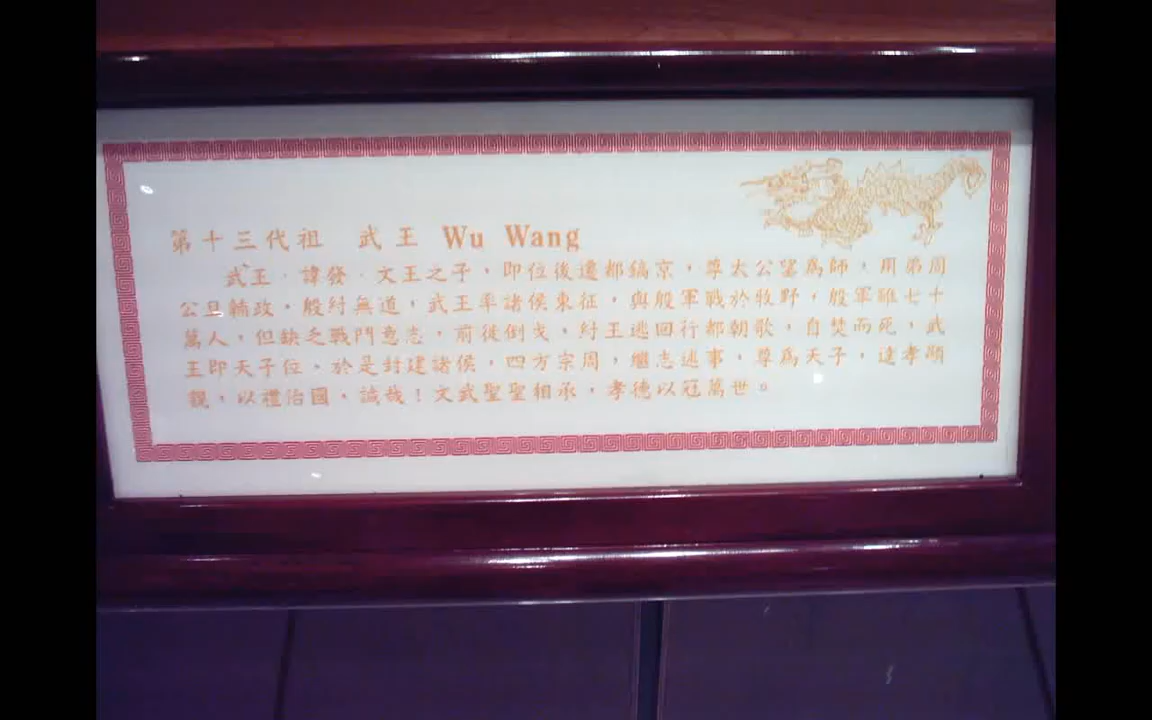 第十三代祖 武王 Wu Wang
武王,諱發,文王之子,即位後遷都鎬京,尊太公望為師,用弟周
公旦輔政。殷紂無道,武王率諸侯東征,與殷軍戰於牧野,殷軍雖七十
萬人,但缺乏戰鬥意志,前徒倒戈,紂王逃回行都朝歌,自焚而死,武
王即天子位。於是封建諸侯,四方宗周,繼志述事,尊為天子,達孝顯
親,以禮治國,誠哉!文武聖聖相承,孝德以冠萬世。